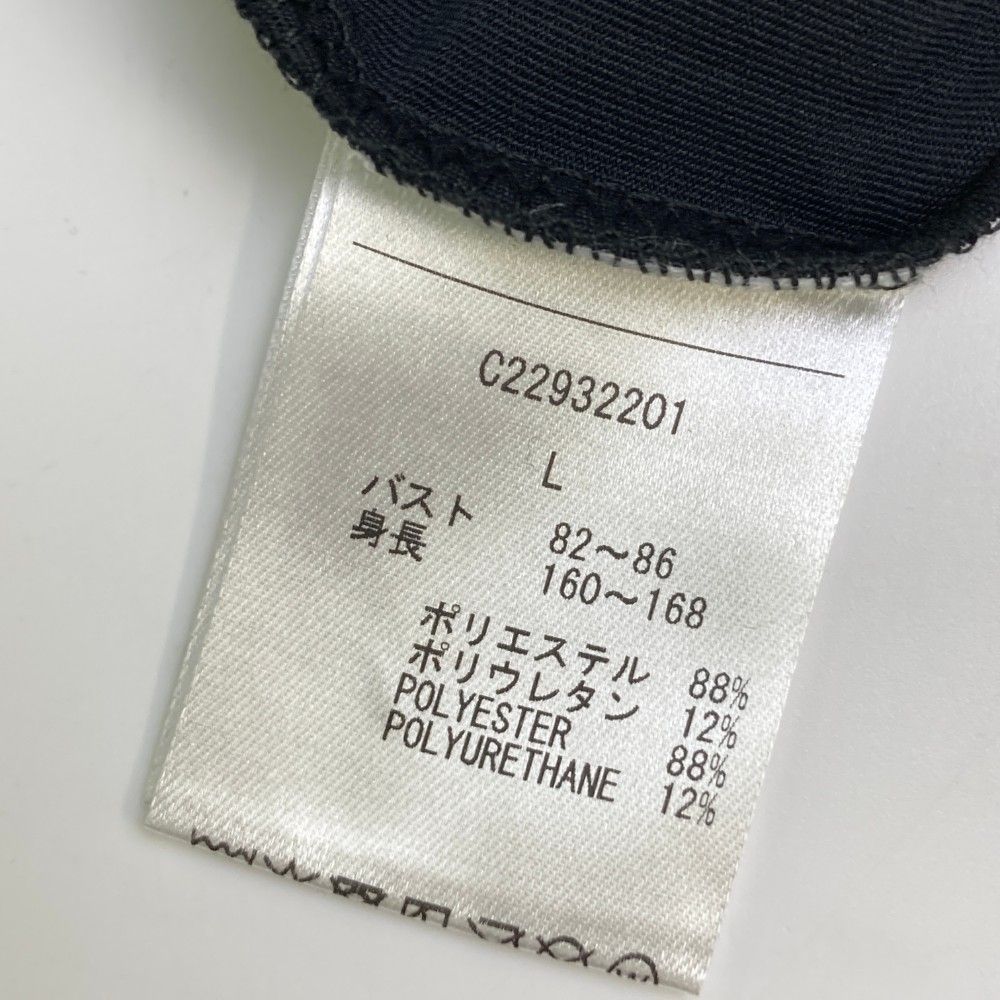 C22932201
L
バスト 82～86
身長 160～168
ポリエステル 88%
ポリウレタン 12%
POLYESTER 88%
POLYURETHANE 12%